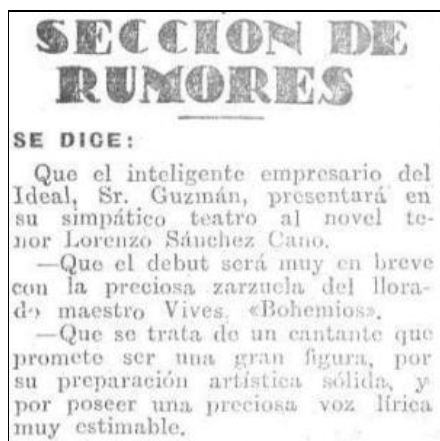 SECCION DE
RUMORES
SE DICE:
Que el inteligente empresario del
Ideal, Sr. Guzmán, presentará en
su simpático teatro al novel te-
nor Lorenzo Sánchez Cano.
—Que el debut será muy en breve
con la preciosa zarzuela del llora-
do maestro Vives, «Bohemios».
—Que se trata de un cantante que
promete ser una gran figura, por
su preparación artística sólida, y
por poseer una preciosa voz lírica
muy estimable.